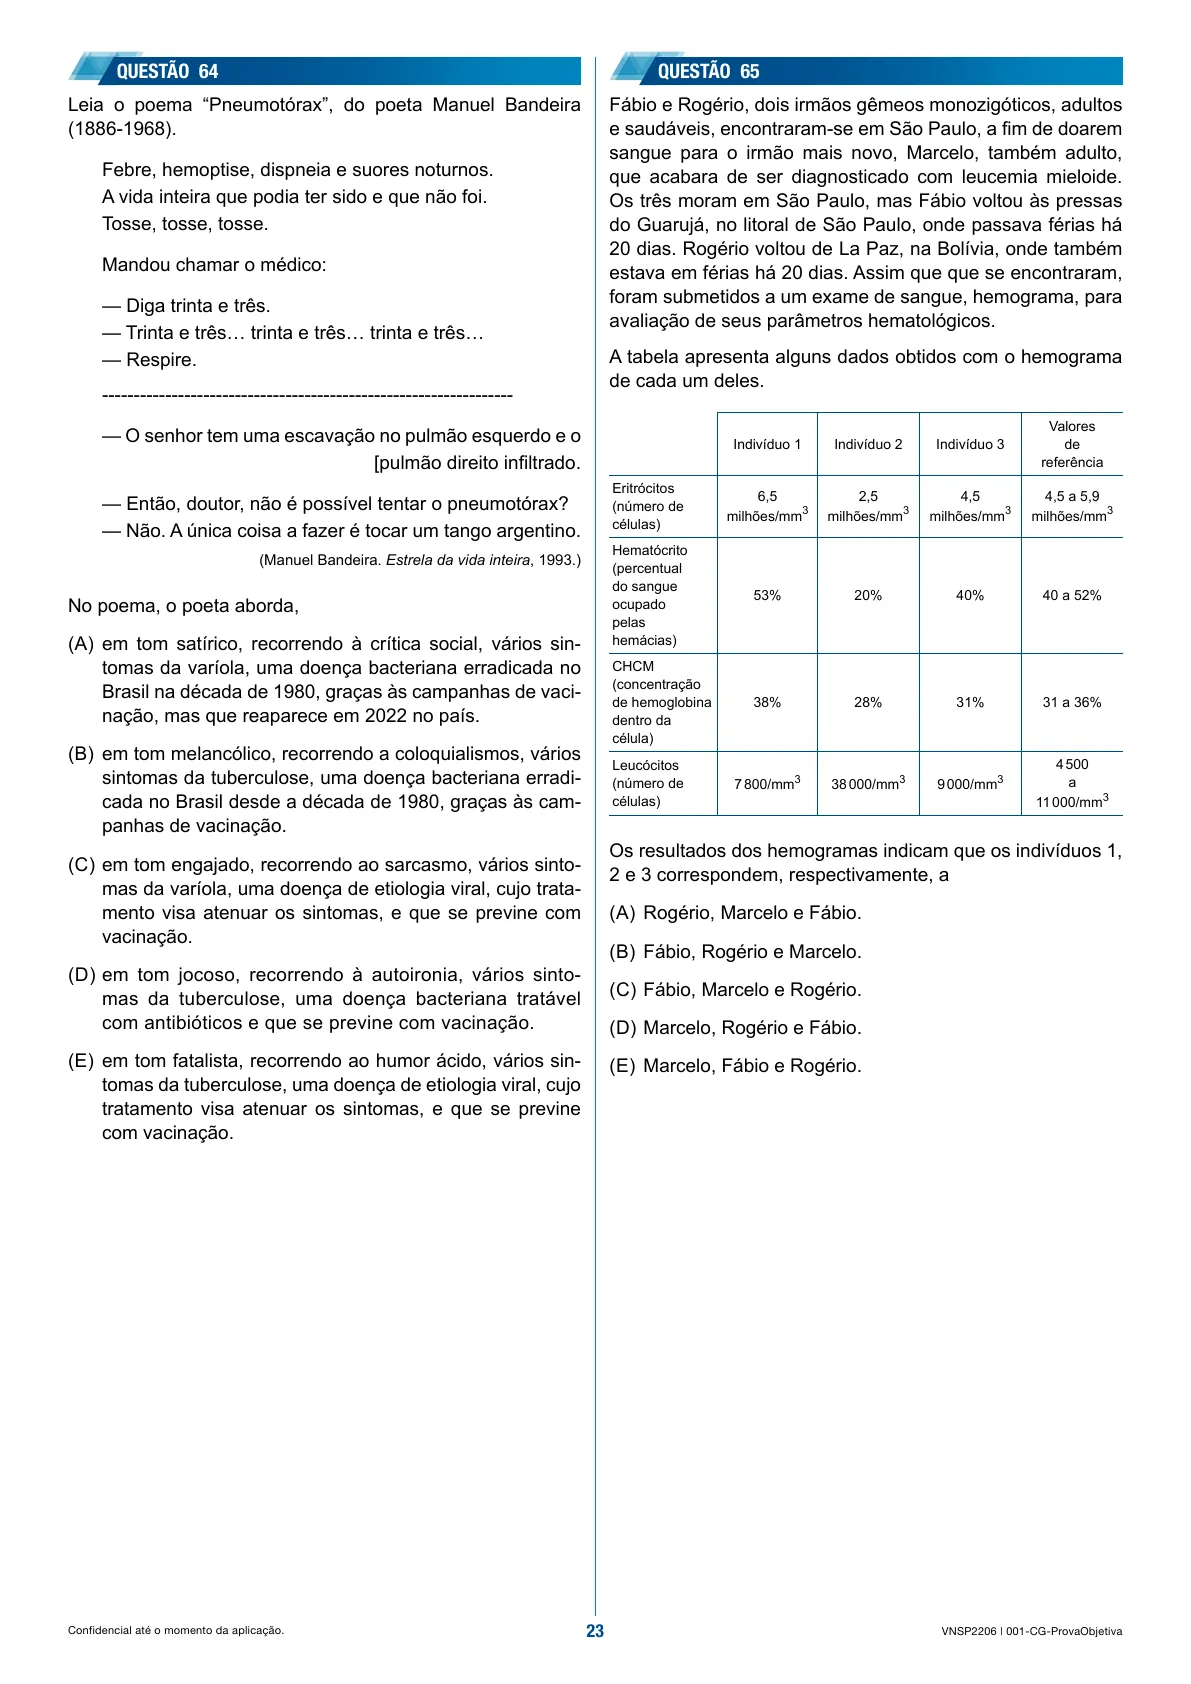 QUESTÃO 64
Leia o poema “Pneumotórax”, do poeta Manuel Bandeira
(1886-1968).
Febre, hemoptise, dispneia e suores noturnos.
A vida inteira que podia ter sido e que não foi.
Tosse, tosse, tosse.
Mandou chamar o médico:
— Diga trinta e três.
— Trinta e três… trinta e três… trinta e três…
— Respire.
-----------------------------------------------------------------
— O senhor tem uma escavação no pulmão esquerdo e o
[pulmão direito infiltrado.
— Então, doutor, não é possível tentar o pneumotórax?
— Não. A única coisa a fazer é tocar um tango argentino.
(Manuel Bandeira. Estrela da vida inteira, 1993.)
No poema, o poeta aborda,
(A) em tom satírico, recorrendo à crítica social, vários sin-
tomas da varíola, uma doença bacteriana erradicada no
Brasil na década de 1980, graças às campanhas de vaci-
nação, mas que reaparece em 2022 no país.
(B) em tom melancólico, recorrendo a coloquialismos, vários
sintomas da tuberculose, uma doença bacteriana erradi-
cada no Brasil desde a década de 1980, graças às cam-
panhas de vacinação.
(C) em tom engajado, recorrendo ao sarcasmo, vários sinto-
mas da varíola, uma doença de etiologia viral, cujo trata-
mento visa atenuar os sintomas, e que se previne com
vacinação.
(D) em tom jocoso, recorrendo à autoironia, vários sinto-
mas da tuberculose, uma doença bacteriana tratável
com antibióticos e que se previne com vacinação.
(E) em tom fatalista, recorrendo ao humor ácido, vários sin-
tomas da tuberculose, uma doença de etiologia viral, cujo
tratamento visa atenuar os sintomas, e que se previne
com vacinação.
QUESTÃO 65
Fábio e Rogério, dois irmãos gêmeos monozigóticos, adultos
e saudáveis, encontraram-se em São Paulo, a fim de doarem
sangue para o irmão mais novo, Marcelo, também adulto,
que acabara de ser diagnosticado com leucemia mieloide.
Os três moram em São Paulo, mas Fábio voltou às pressas
do Guarujá, no litoral de São Paulo, onde passava férias há
20 dias. Rogério voltou de La Paz, na Bolívia, onde também
estava em férias há 20 dias. Assim que que se encontraram,
foram submetidos a um exame de sangue, hemograma, para
avaliação de seus parâmetros hematológicos.
A tabela apresenta alguns dados obtidos com o hemograma
de cada um deles.
Indivíduo 1 Indivíduo 2 Indivíduo 3 Valores
de
referência
Eritrócitos
(número de
células)
6,5
milhões/mm3
2,5
milhões/mm3
4,5
milhões/mm3
4,5 a 5,9
milhões/mm3
Hematócrito
(percentual
do sangue
ocupado
pelas
hemácias)
53% 20% 40% 40 a 52%
CHCM
(concentração
de hemoglobina
dentro da
célula)
38% 28% 31% 31 a 36%
Leucócitos
(número de
células)
7 800/mm3 38 000/mm3 9 000/mm3
4 500
a
11 000/mm3
Os resultados dos hemogramas indicam que os indivíduos 1,
2 e 3 correspondem, respectivamente, a
(A) Rogério, Marcelo e Fábio.
(B) Fábio, Rogério e Marcelo.
(C) Fábio, Marcelo e Rogério.
(D) Marcelo, Rogério e Fábio.
(E) Marcelo, Fábio e Rogério.
Confidencial até o momento da aplicação.
23
VNSP2206 | 001-CG-ProvaObjetiva